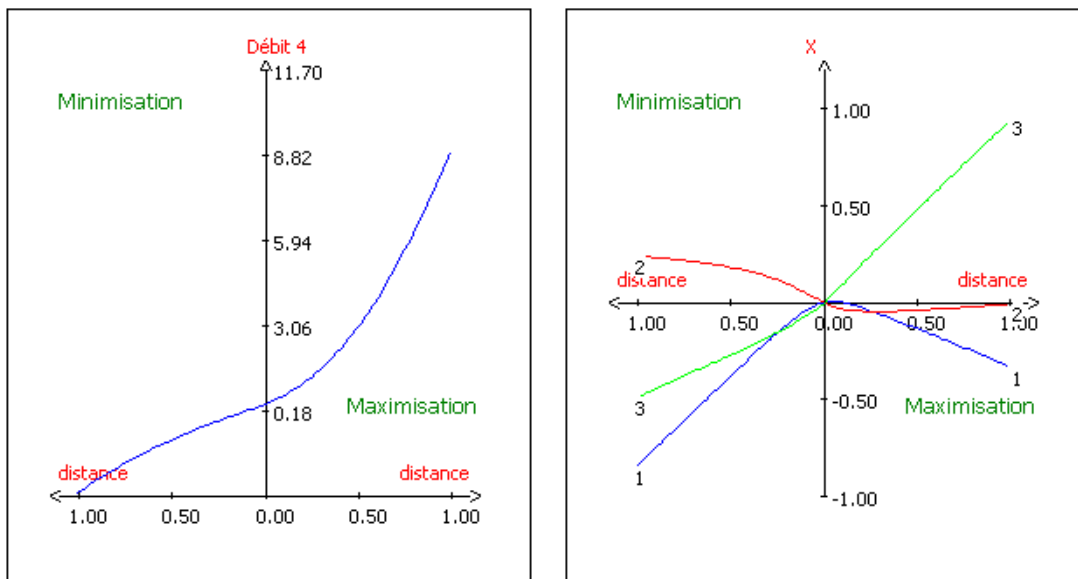 Débit 4
11.70
Minimisation
8.82
5.94
3.06
0.18
Maximisation
distance
distance
1.00
0.50
0.00
0.50
1.00
X
Minimisation
1.00
3
0.50
2
distance
distance
2
1.00
0.50
0.00
0.50
1.00
1
3
-0.50
Maximisation
1
-1.00